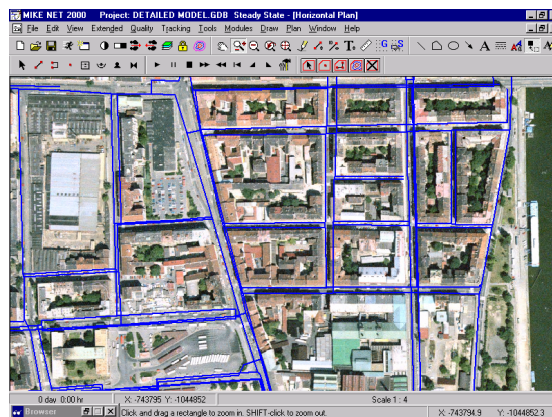 MIKE NET 2000 Project: DETAILED MODEL.GDB Steady State - [Horizontal Plan]
File Edit View Extended Quality Tracking Tools Modules Draw Plan Window Help
0 day 0:00 hr X: -743795 Y: -1044852 Scale 1 : 4
Browser Click and drag a rectangle to zoom in. SHIFT-click to zoom out. X: -743794.9 Y: -1044852